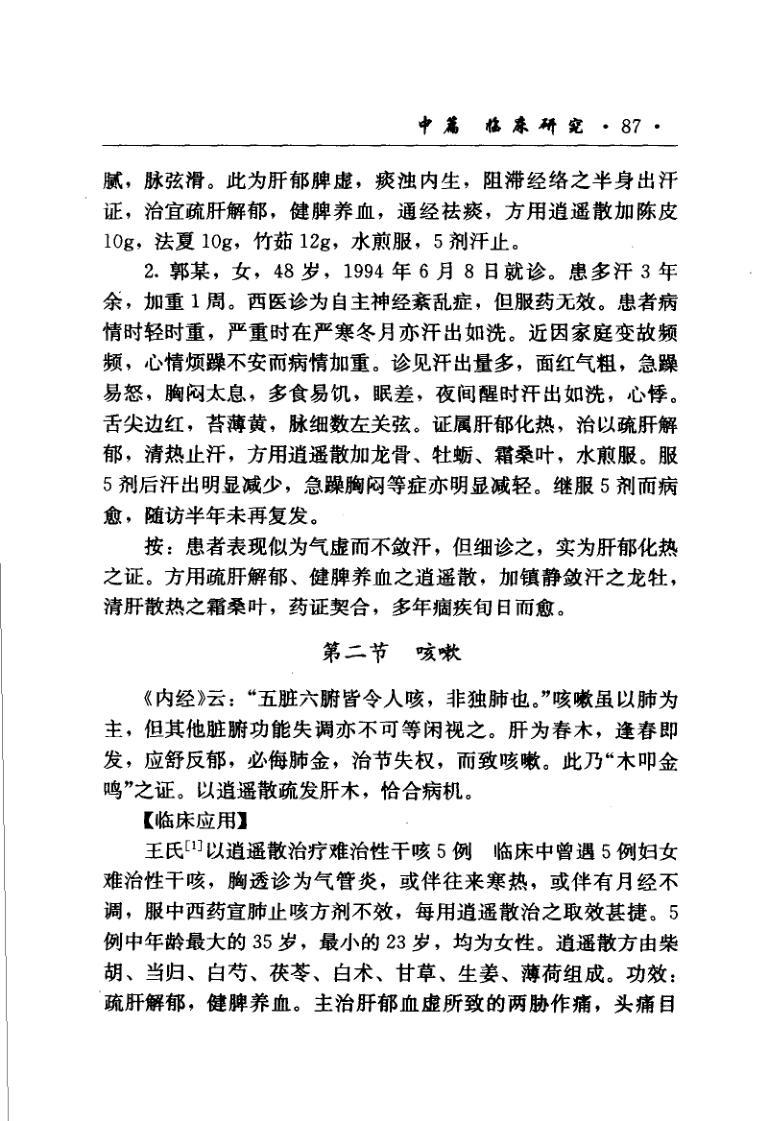 中篇 临床研究 · 87 ·
腻，脉弦滑。此为肝郁脾虚，痰浊内生，阻滞经络之半身出汗
证，治宜疏肝解郁，健脾养血，通经祛痰，方用逍遥散加陈皮
10g，法夏 10g，竹茹 12g，水煎服，5 剂汗止。
2. 郭某，女，48 岁，1994 年 6 月 8 日就诊。患多汗 3 年
余，加重 1 周。西医诊为自主神经紊乱症，但服药无效。患者病
情时轻时重，严重时在严寒冬月亦汗出如洗。近因家庭变故频
频，心情烦躁不安而病情加重。诊见汗出量多，面红气粗，急躁
易怒，胸闷太息，多食易饥，眠差，夜间醒时汗出如洗，心悸。
舌尖边红，苔薄黄，脉细数左关弦。证属肝郁化热，治以疏肝解
郁，清热止汗，方用逍遥散加龙骨、牡蛎、霜桑叶，水煎服。服
5 剂后汗出明显减少，急躁胸闷等症亦明显减轻。继服 5 剂而病
愈，随访半年未再复发。
按：患者表现似为气虚而不敛汗，但细诊之，实为肝郁化热
之证。方用疏肝解郁、健脾养血之逍遥散，加镇静敛汗之龙牡，
清肝散热之霜桑叶，药证契合，多年痼疾旬日而愈。
第二节 咳嗽
《内经》云：“五脏六腑皆令人咳，非独肺也。”咳嗽虽以肺为
主，但其他脏腑功能失调亦不可等闲视之。肝为春木，逢春即
发，应舒反郁，必侮肺金，治节失权，而致咳嗽。此乃“木叩金
鸣”之证。以逍遥散疏发肝木，恰合病机。
【临床应用】
王氏[1]以逍遥散治疗难治性干咳 5 例 临床中曾遇 5 例妇女
难治性干咳，胸透诊为气管炎，或伴往来寒热，或伴有月经不
调，服中西药宣肺止咳方剂不效，每用逍遥散治之取效甚捷。5
例中年龄最大的 35 岁，最小的 23 岁，均为女性。逍遥散方由柴
胡、当归、白芍、茯苓、白术、甘草、生姜、薄荷组成。功效：
疏肝解郁，健脾养血。主治肝郁血虚所致的两胁作痛，头痛目